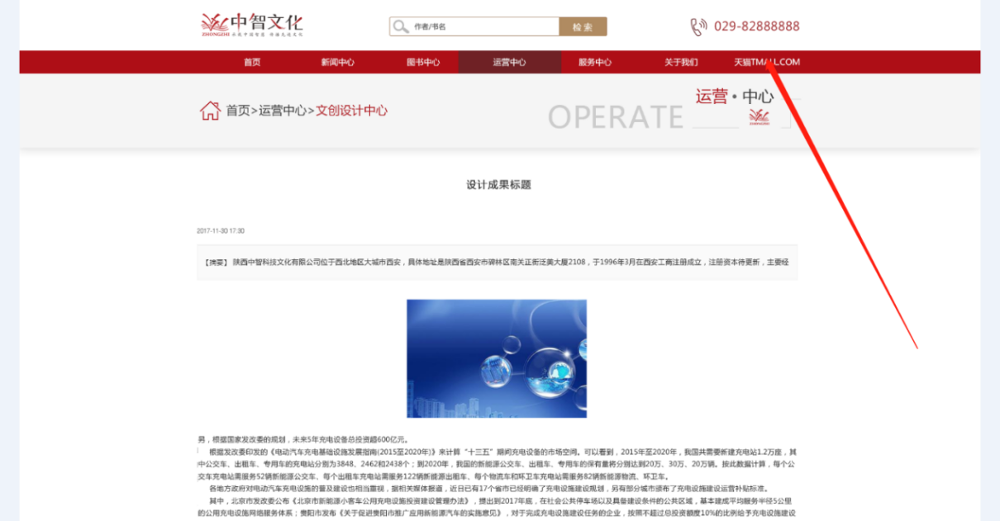 中智文化
ZHONGZHI
作者/书名
检索
029-82888888
首页 新闻中心 图书中心 运营中心 服务中心 关于我们 天猫TMALL.COM
首页>运营中心>文创设计中心
OPERATE
运营·中心
设计成果标题
2017-11-30 17:30
【摘要】 陕西中智科技文化有限公司位于西北地区大城市西安，具体地址是陕西省西安市碑林区南关正街泛美大厦2108，于1996年3月在西安工商注册成立，注册资本待更新，主要经
另，根据国家发改委的规划，未来5年充电设备总投资超600亿元。
根据发改委印发的《电动汽车充电基础设施发展指南(2015至2020年)》来计算“十三五”期间充电设备的市场空间。可以看到，2015年至2020年，我国共需要新建充电站1.2万座，其
中公交车、出租车、专用车的充电站分别为3848、2462和2438个；到2020年，我国的新能源公交车、出租车、专用车的保有量将分别达到20万、30万、20万辆。按此数据计算，每个公
交车充电站需服务52辆新能源公交车、每个出租车充电站需服务122辆新能源出租车、每个物流车和环卫车充电站需服务82辆新能源物流、环卫车。
各地方政府对电动汽车充电设施的普及建设也相当重视，据相关媒体报道，近日已有17个省市已经明确了充电设施建设规划，另有部分城市颁布了充电设施建设运营补贴标准。
其中，北京市发改委公布《北京市新能源小客车公用充电设施投资建设管理办法》，提出到2017年底，在社会公共停车场以及具备建设条件的公共区域，基本建成平均服务半径5公里
的公用充电设施网络服务体系；贵阳市发布《关于促进贵阳市推广应用新能源汽车的实施意见》，对于完成充电设施建设任务的企业，按照不超过总投资额度10%的比例给予充电设施建设